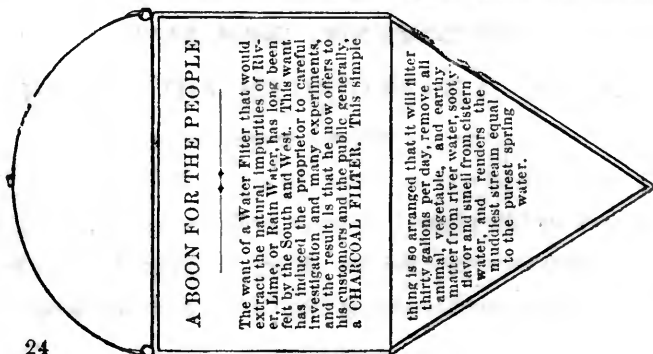 24
A BOON FOR THE PEOPLE
The want of a Water Filter that would
extract the natural impurities of Riv-
er, Lime, or Rain Water, has long been
felt by the South and West. This want
has induced the proprietor to careful
investigation and many experiments,
and the result is that he now offers to
his customers and the public generally,
a CHARCOAL FILTER. This simple
thing is so arranged that it will filter
thirty gallons per day, remove all
animal, vegetable, and earthy
matter from river water, sooty
flavor and smell from cistern
water, and renders the
muddiest stream equal
to the purest spring
water.